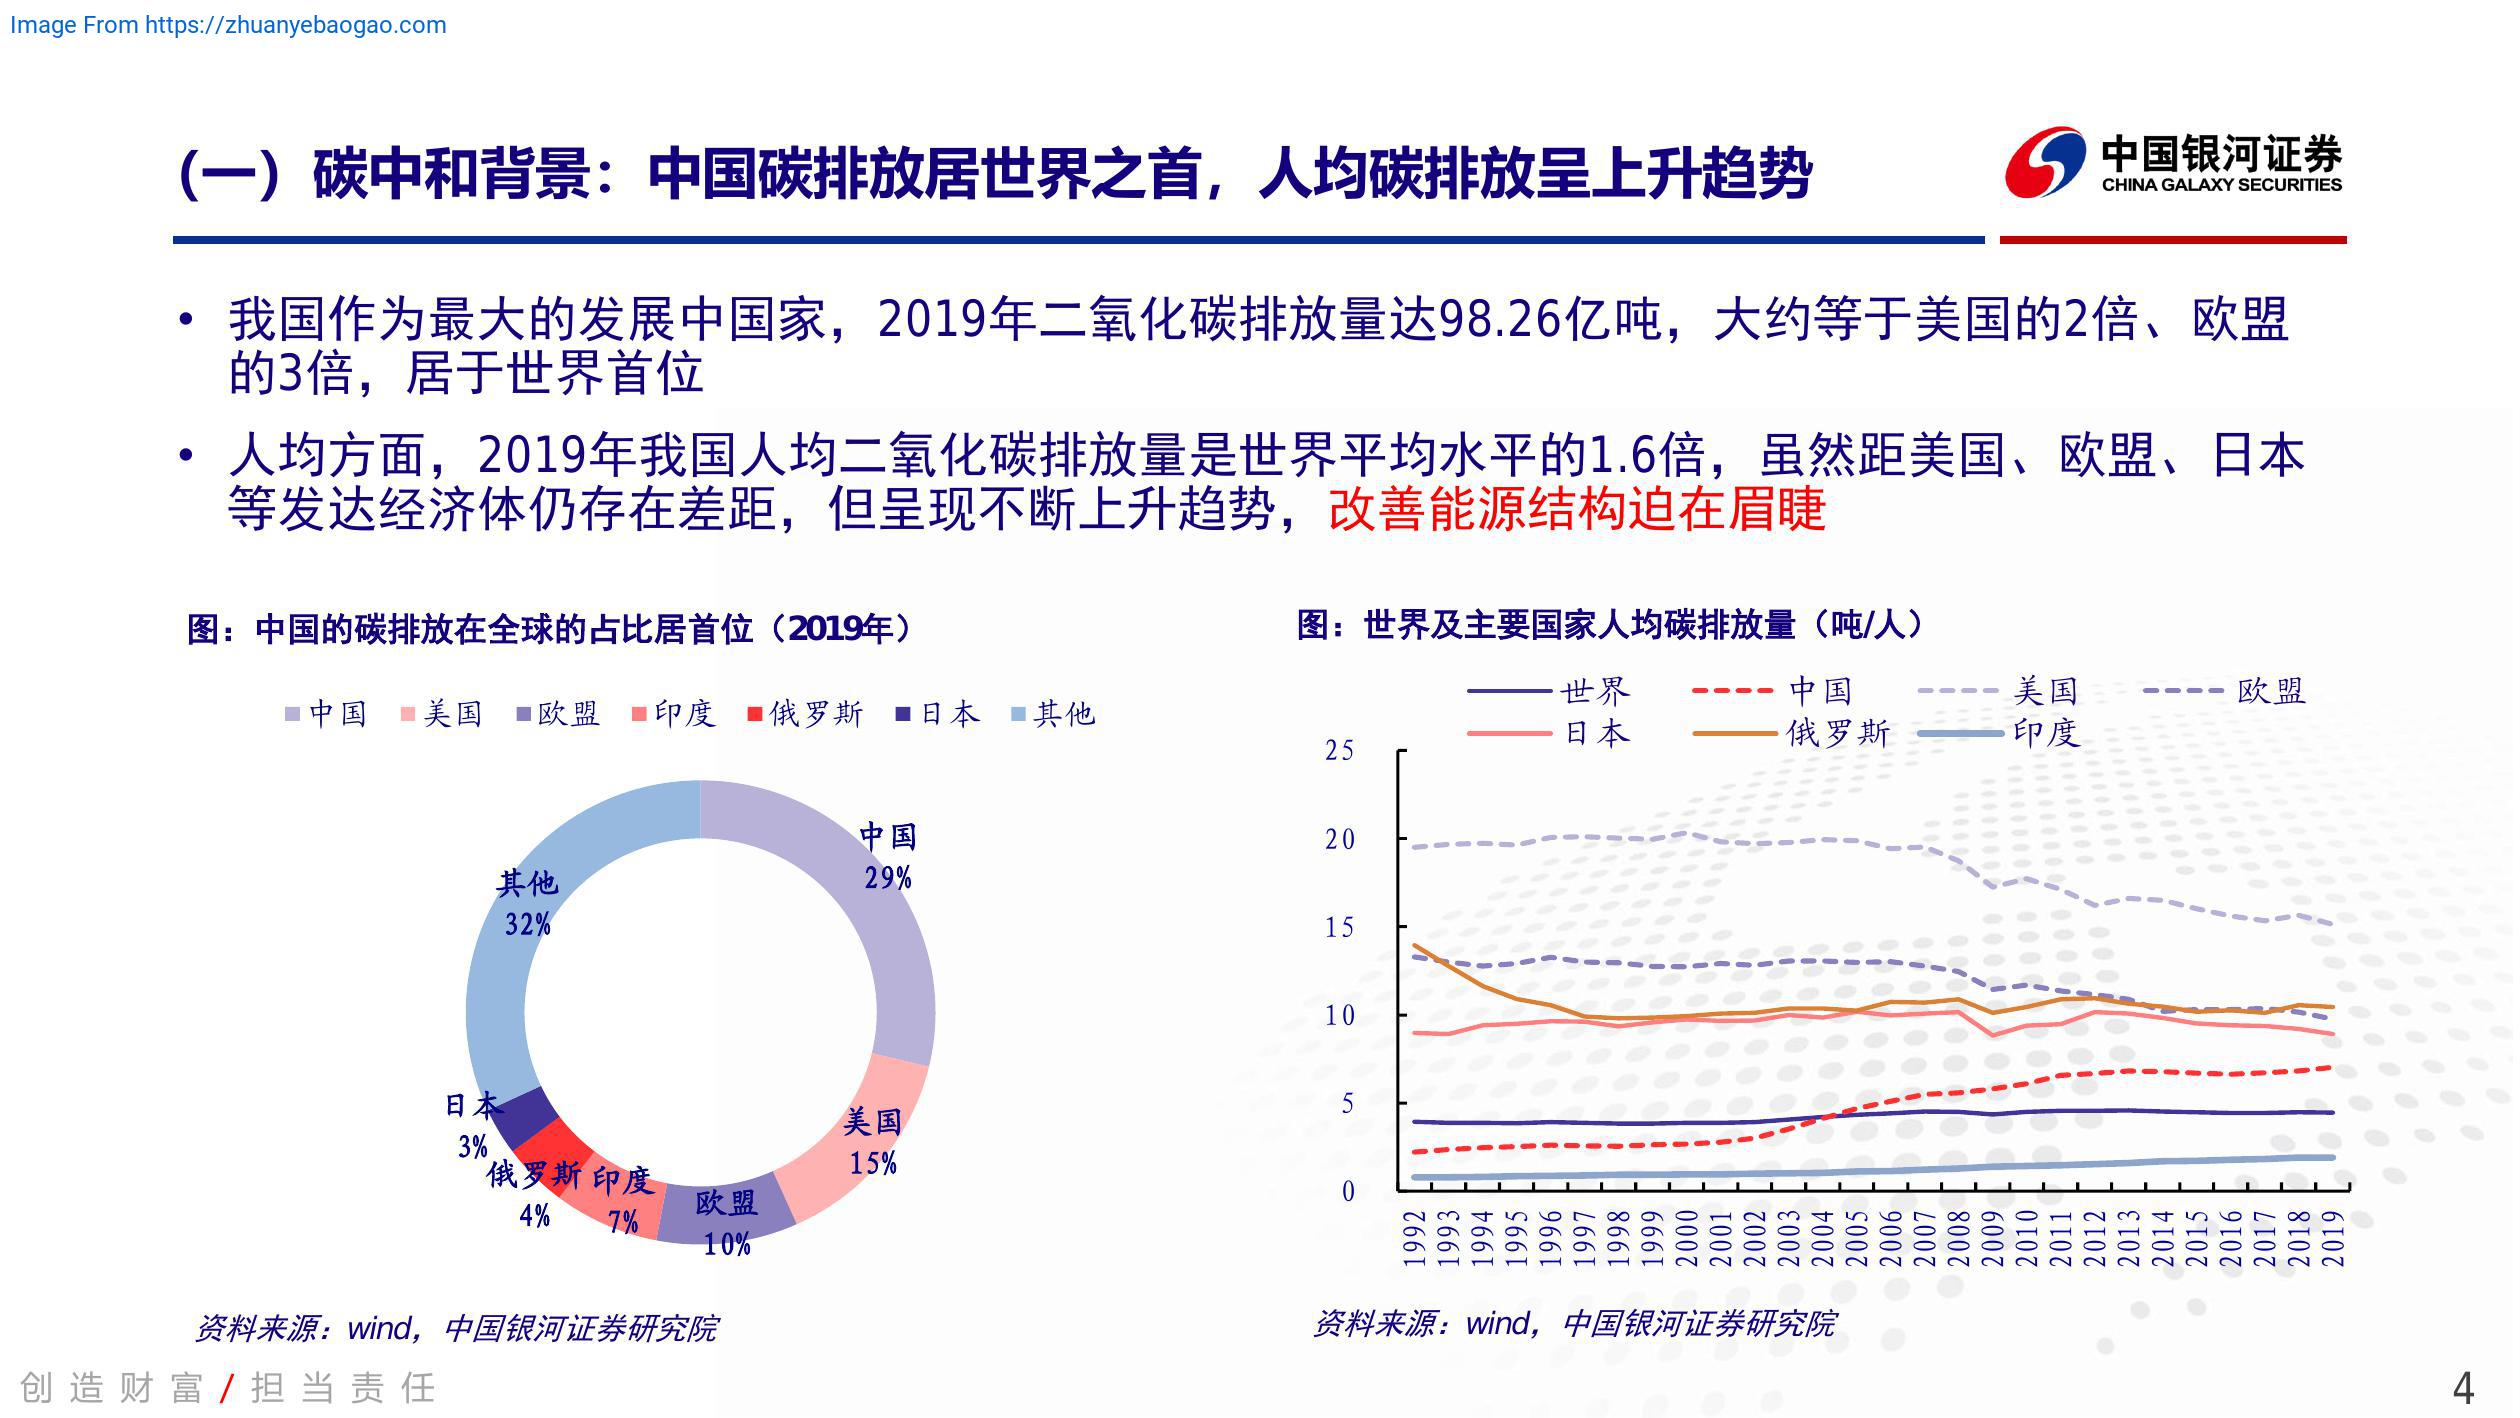 Image From https://zhuanyebaogao.com
（一）碳中和背景：中国碳排放居世界之首，人均碳排放呈上升趋势
中国银河证券
CHINA GALAXY SECURITIES
• 我国作为最大的发展中国家，2019年二氧化碳排放量达98.26亿吨，大约等于美国的2倍、欧盟
的3倍，居于世界首位
• 人均方面，2019年我国人均二氧化碳排放量是世界平均水平的1.6倍，虽然距美国、欧盟、日本
等发达经济体仍存在差距，但呈现不断上升趋势，改善能源结构迫在眉睫
图：中国的碳排放在全球的占比居首位（2019年）
中国 美国 欧盟 印度 俄罗斯 日本 其他
中国
29%
美国
15%
欧盟
10%
印度
7%
俄罗斯
4%
日本
3%
其他
32%
资料来源：wind，中国银河证券研究院
图：世界及主要国家人均碳排放量（吨/人）
世界 中国 美国 欧盟
日本 俄罗斯 印度
25
20
15
10
5
0
1992 1993 1994 1995 1996 1997 1998 1999 2000 2001 2002 2003 2004 2005 2006 2007 2008 2009 2010 2011 2012 2013 2014 2015 2016 2017 2018 2019
资料来源：wind，中国银河证券研究院
创造财富/担当责任
4